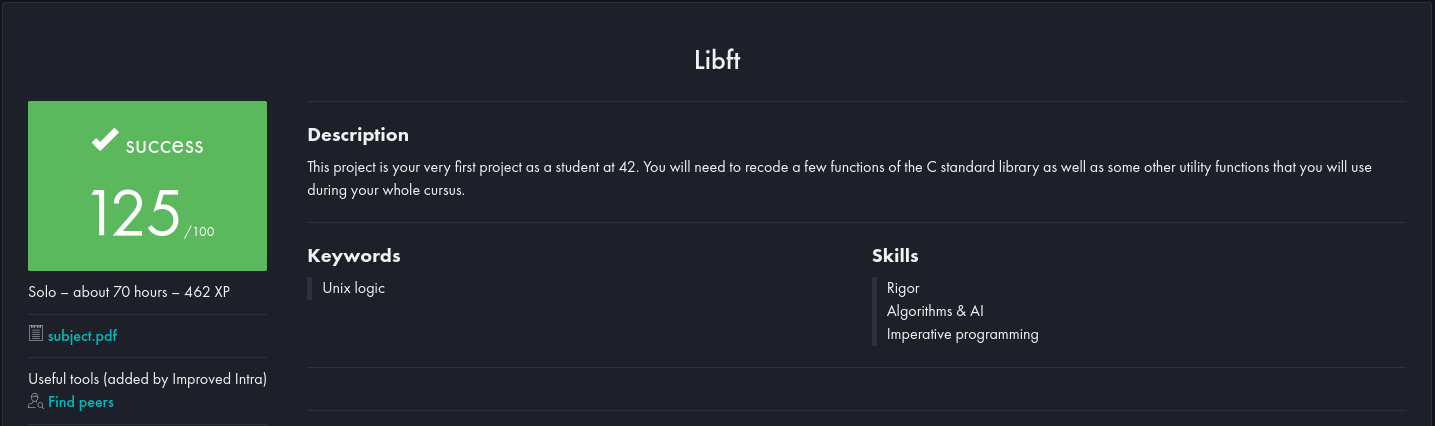 Libft
success
125 /100
Solo – about 70 hours – 462 XP
subject.pdf
Useful tools (added by Improved Intra)
Find peers
Description
This project is your very first project as a student at 42. You will need to recode a few functions of the C standard library as well as some other utility functions that you will use
during your whole cursus.
Keywords
Unix logic
Skills
Rigor
Algorithms & AI
Imperative programming